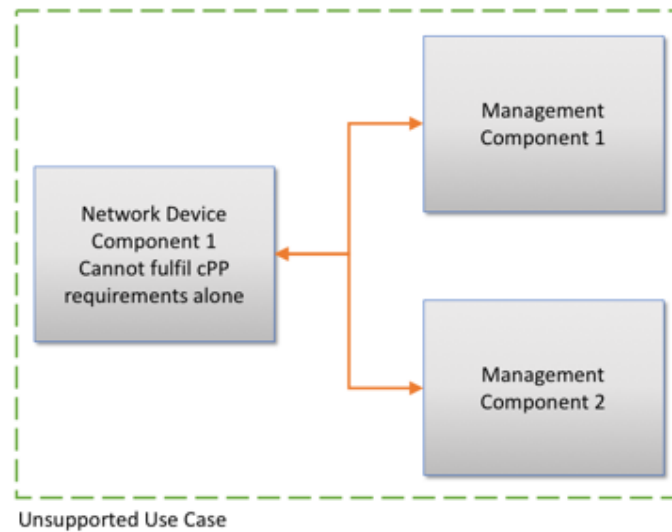 Network Device
Component 1
Cannot fulfil cPP
requirements alone
Management
Component 1
Management
Component 2
Unsupported Use Case